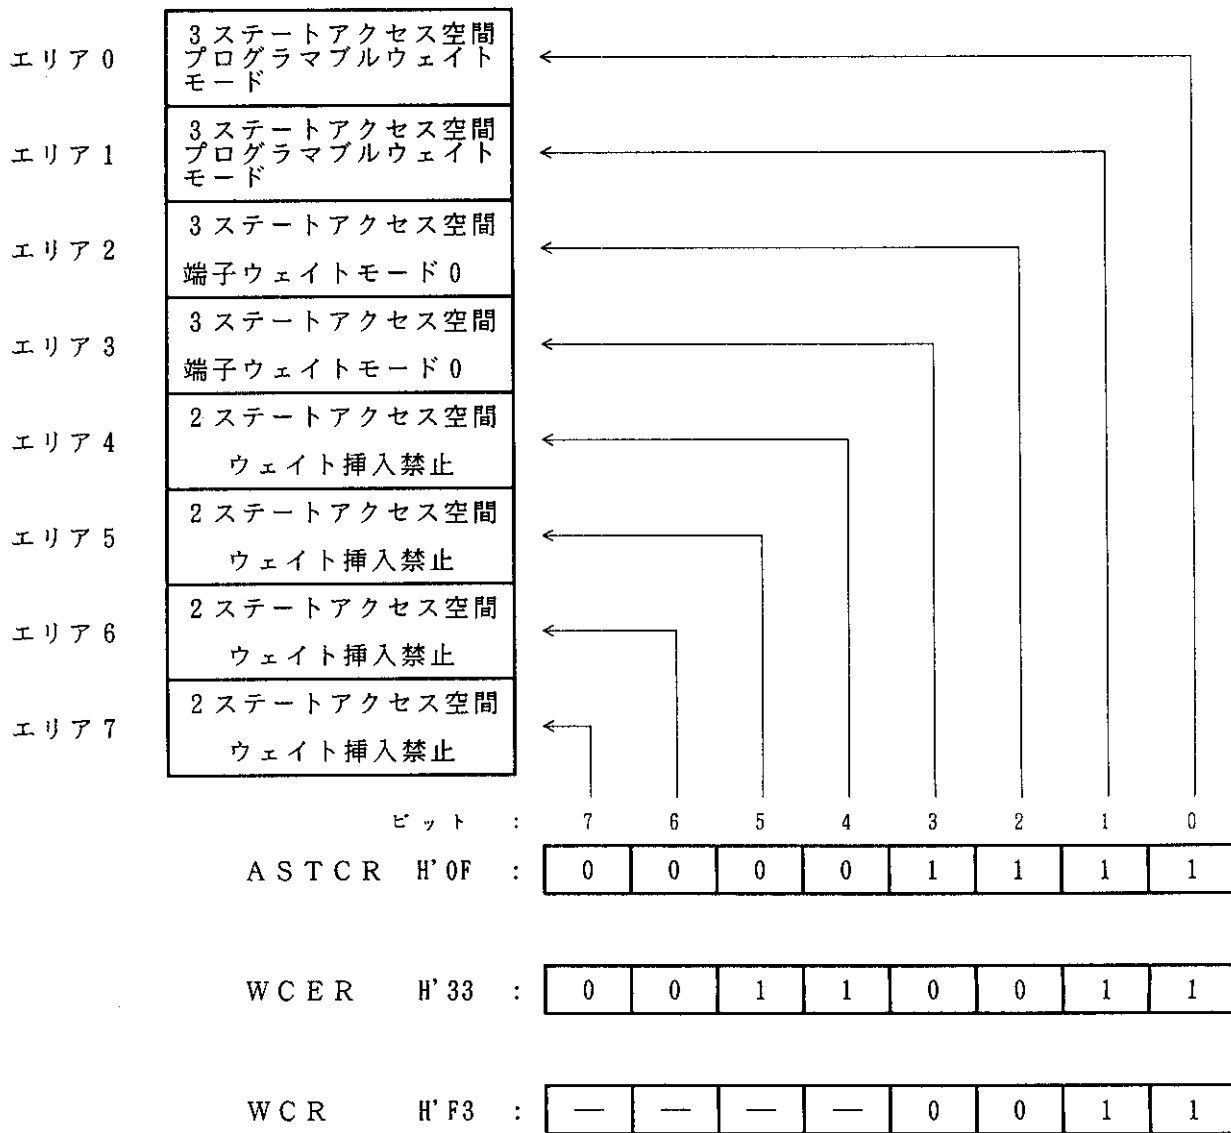 エリア0
3ステートアクセス空間
プログラマブルウェイト
モード
エリア1
3ステートアクセス空間
プログラマブルウェイト
モード
エリア2
3ステートアクセス空間
端子ウェイトモード0
エリア3
3ステートアクセス空間
端子ウェイトモード0
エリア4
2ステートアクセス空間
ウェイト挿入禁止
エリア5
2ステートアクセス空間
ウェイト挿入禁止
エリア6
2ステートアクセス空間
ウェイト挿入禁止
エリア7
2ステートアクセス空間
ウェイト挿入禁止
ビット : 7 6 5 4 3 2 1 0
ASTCR H'0F : 0 0 0 0 1 1 1 1
WCER H'33 : 0 0 1 1 0 0 1 1
WCR H'F3 : — — — — 0 0 1 1